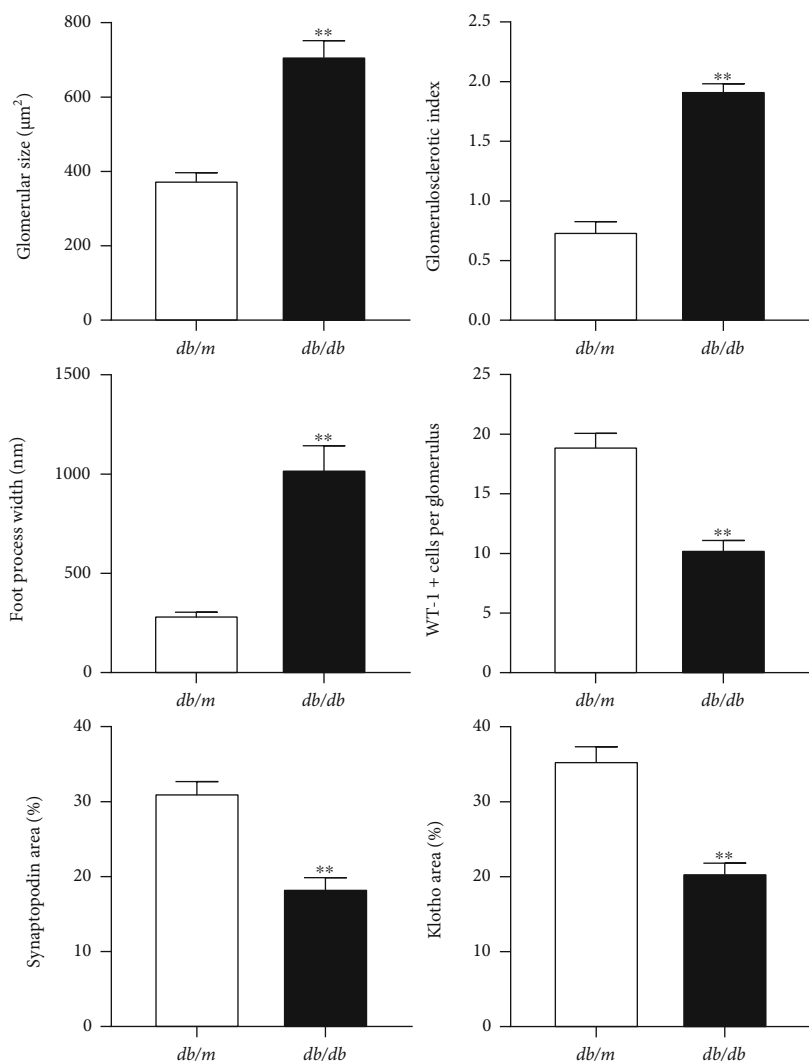 Glomerular size (μm²)
800
600
400
200
0
**
db/m
db/db
Glomerulosclerotic index
2.5
2.0
1.5
1.0
0.5
0.0
**
db/m
db/db
Foot process width (nm)
1500
1000
500
0
**
db/m
db/db
WT-1 + cells per glomerulus
25
20
15
10
5
0
**
db/m
db/db
Synaptopodin area (%)
40
30
20
10
0
**
db/m
db/db
Klotho area (%)
40
30
20
10
0
**
db/m
db/db